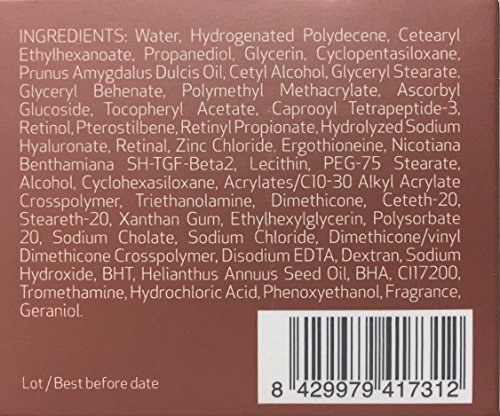 INGREDIENTS: Water, Hydrogenated Polydecene, Cetearyl
Ethylhexanoate, Propanediol, Glycerin, Cyclopentasiloxane,
Prunus Amygdalus Dulcis Oil, Cetyl Alcohol, Glyceryl Stearate,
Glyceryl Behenate, Polymethyl Methacrylate, Ascorbyl
Glucoside, Tocopheryl Acetate, Caprooyl Tetrapeptide-3,
Retinol, Pterostilbene, Retinyl Propionate, Hydrolyzed Sodium
Hyaluronate, Retinal, Zinc Chloride. Ergothioneine, Nicotiana
Benthamiana SH-TGF-Beta2, Lecithin, PEG-75 Stearate,
Alcohol, Cyclohexasiloxane, Acrylates/C10-30 Alkyl Acrylate
Crosspolymer, Triethanolamine, Dimethicone, Ceteth-20,
Steareth-20, Xanthan Gum, Ethylhexylglycerin, Polysorbate
20, Sodium Cholate, Sodium Chloride, Dimethicone/vinyl
Dimethicone Crosspolymer, Disodium EDTA, Dextran, Sodium
Hydroxide, BHT, Helianthus Annuus Seed Oil, BHA, CI17200,
Tromethamine, Hydrochloric Acid, Phenoxyethanol, Fragrance,
Geraniol.
Lot/Best before date
8 429979 417312